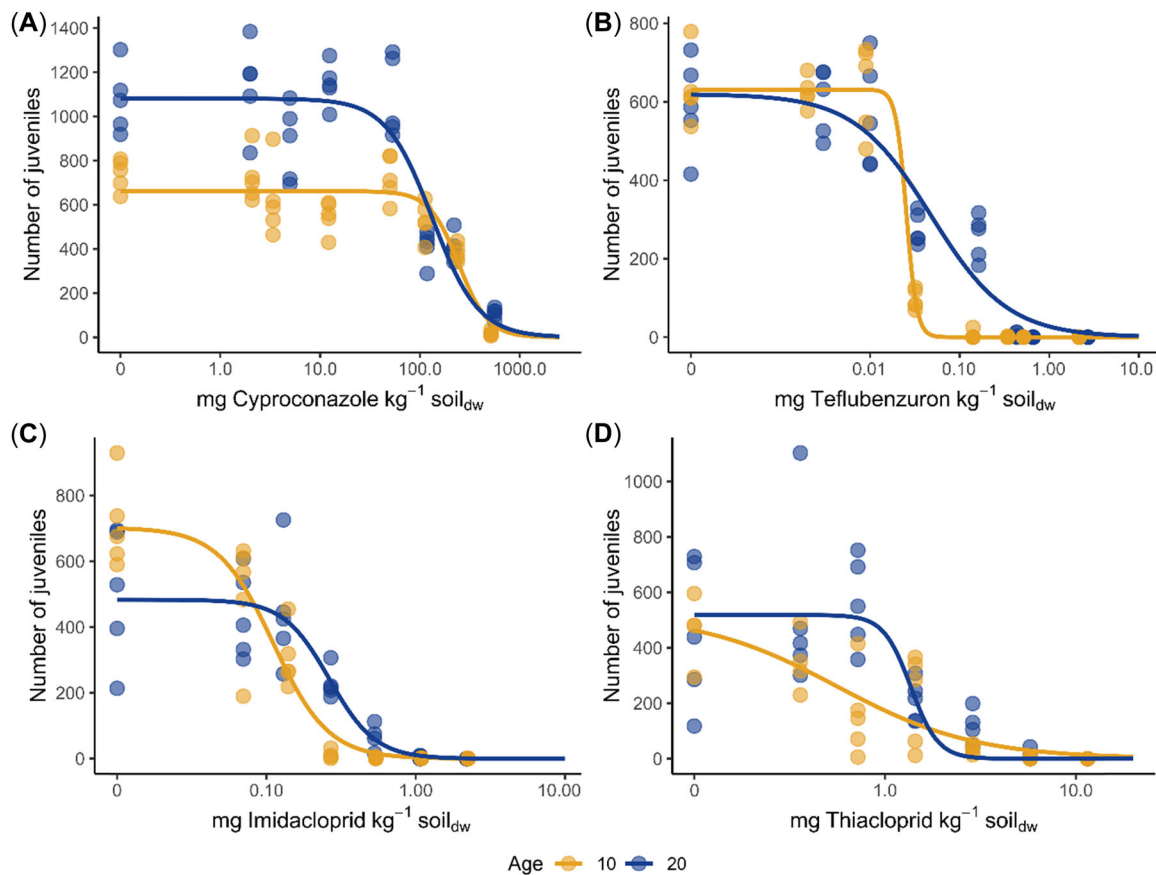 (A)
Number of juveniles
1400
1200
1000
800
600
400
200
0
0 1.0 10.0 100.0 1000.0
mg Cyproconazole kg⁻¹ soil_dw
(B)
Number of juveniles
800
600
400
200
0
0 0.01 0.10 1.00 10.0
mg Teflubenzuron kg⁻¹ soil_dw
(C)
Number of juveniles
800
600
400
200
0
0 0.10 1.00 10.00
mg Imidacloprid kg⁻¹ soil_dw
(D)
Number of juveniles
1000
800
600
400
200
0
0 1.0 10.0
mg Thiacloprid kg⁻¹ soil_dw
Age 10 20